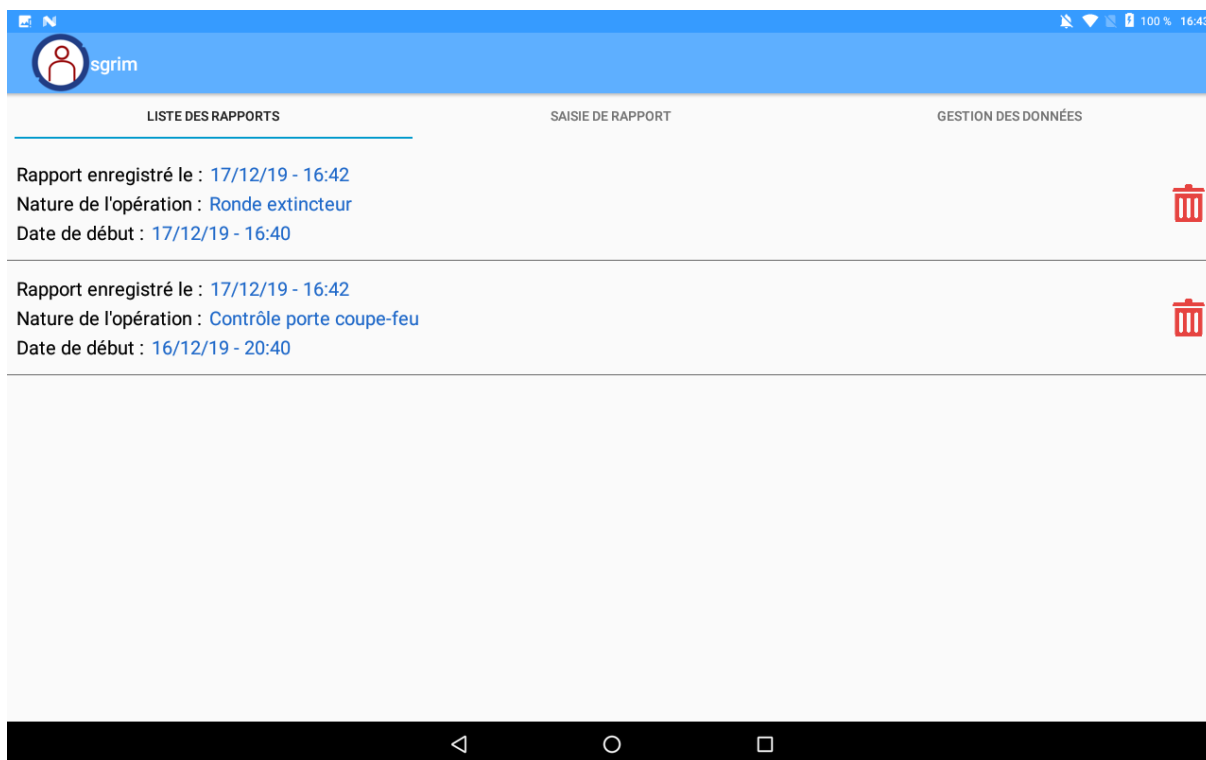 100 % 16:43
sgrim
LISTE DES RAPPORTS SAISIE DE RAPPORT GESTION DES DONNÉES
Rapport enregistré le : 17/12/19 - 16:42
Nature de l'opération : Ronde extincteur
Date de début : 17/12/19 - 16:40
Rapport enregistré le : 17/12/19 - 16:42
Nature de l'opération : Contrôle porte coupe-feu
Date de début : 16/12/19 - 20:40